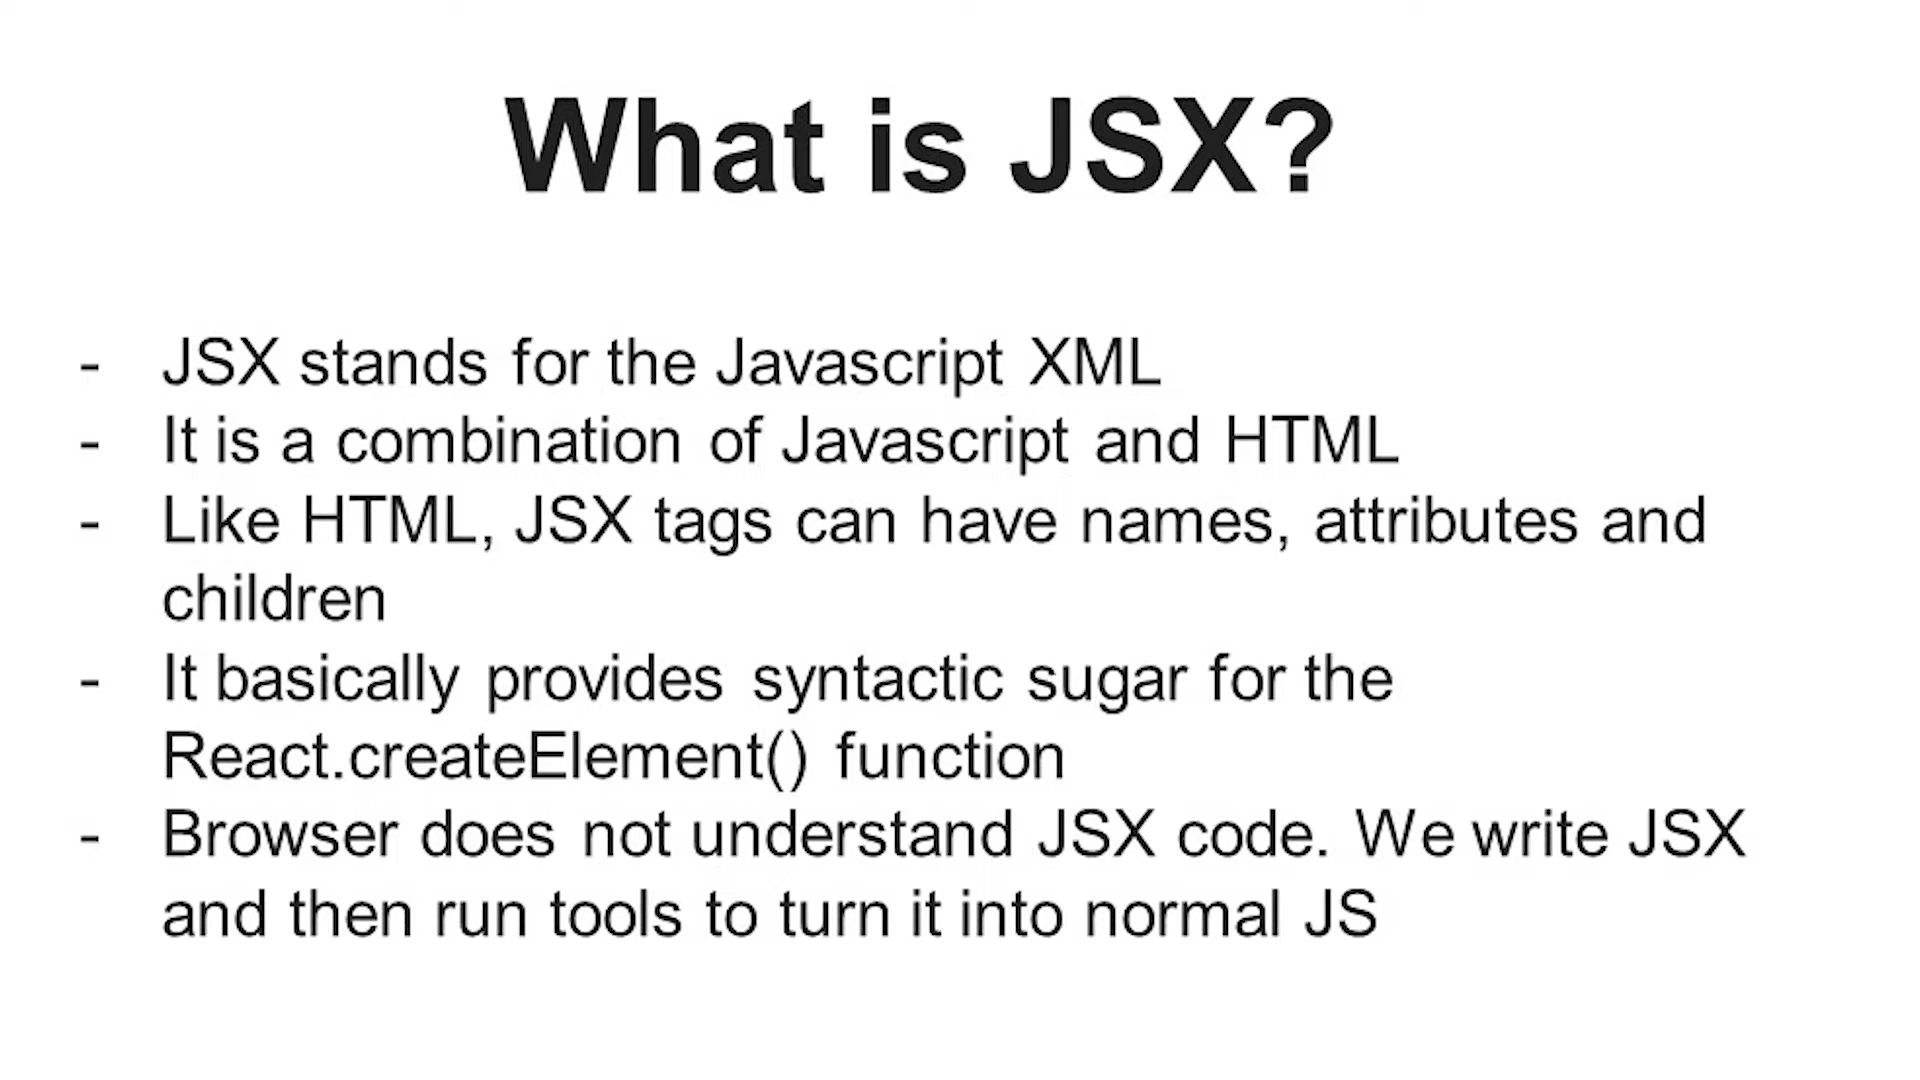 What is JSX?
- JSX stands for the Javascript XML
- It is a combination of Javascript and HTML
- Like HTML, JSX tags can have names, attributes and
children
- It basically provides syntactic sugar for the
React.createElement() function
- Browser does not understand JSX code. We write JSX
and then run tools to turn it into normal JS